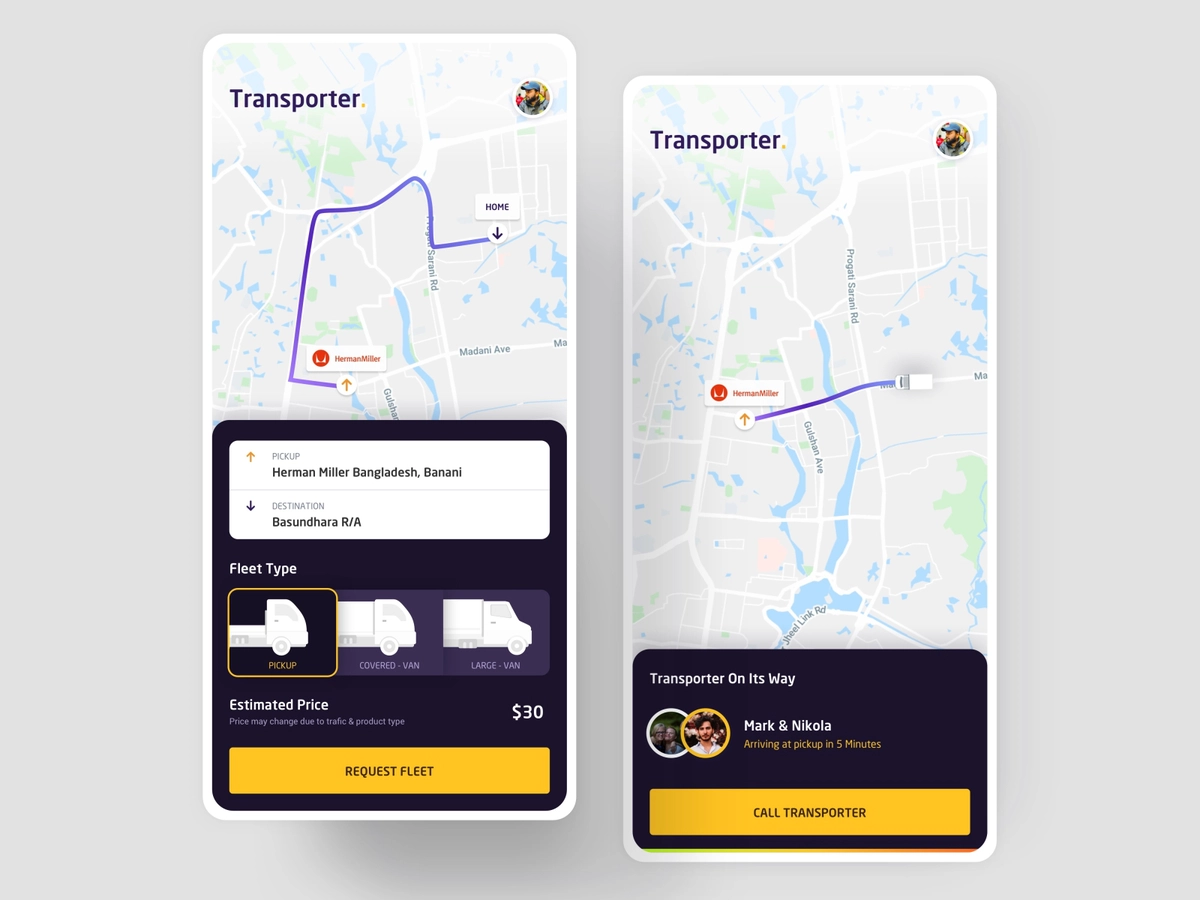 Transporter.
HOME
Progati Sarani Rd
HermanMiller
Madani Ave
Ma
Gulshan
PICKUP
Herman Miller Bangladesh, Banani
DESTINATION
Basundhara R/A
Fleet Type
PICKUP
COVERED - VAN
LARGE - VAN
Estimated Price
Price may change due to trafic & product type
$30
REQUEST FLEET
Transporter.
Progati Sarani Rd
HermanMiller
Ma
Gulshan Ave
Jheel Link Rd
Transporter On Its Way
Mark & Nikola
Arriving at pickup in 5 Minutes
CALL TRANSPORTER